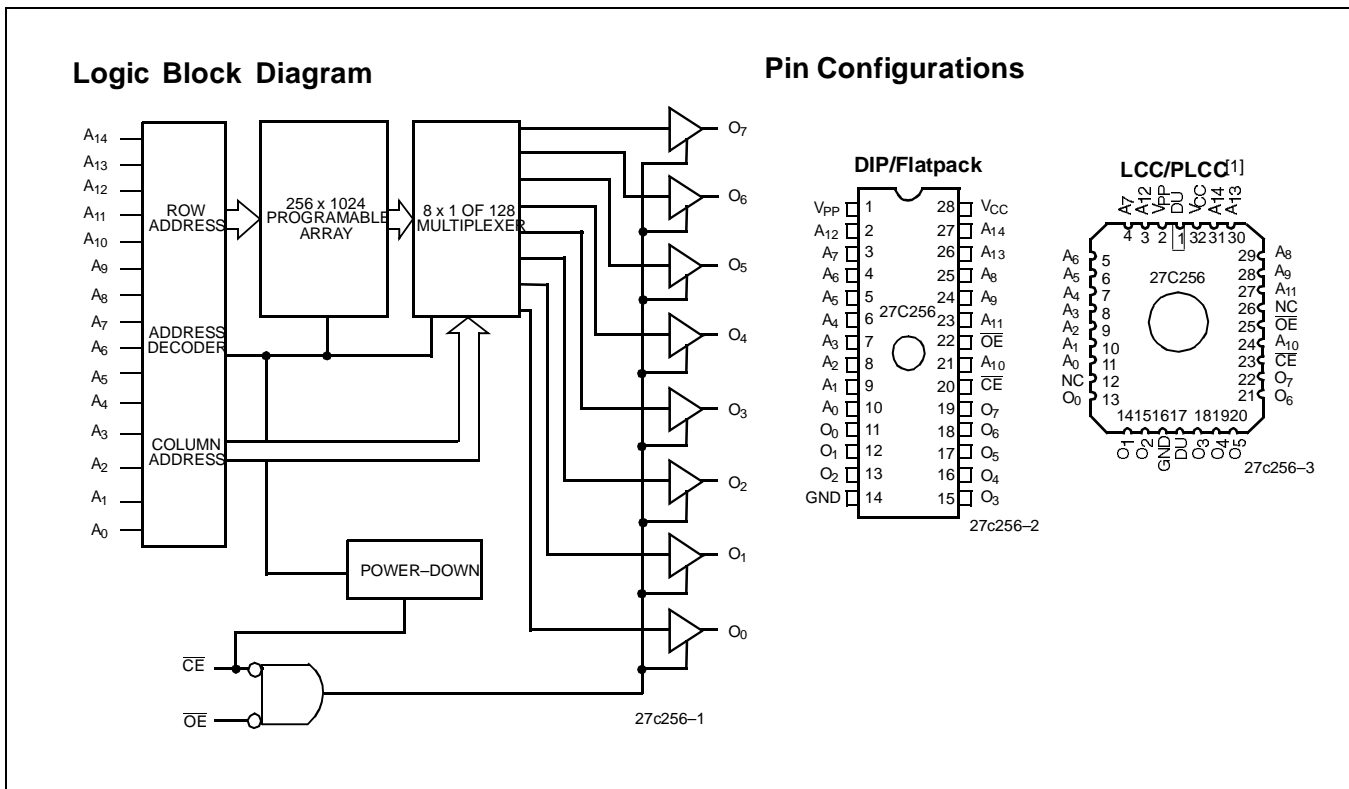 Logic Block Diagram
A14
A13
A12
A11
A10
A9
A8
A7
A6
A5
A4
A3
A2
A1
A0
ROW
ADDRESS
ADDRESS
DECODER
COLUMN
ADDRESS
256 x 1024
PROGRAMABLE
ARRAY
8 x 1 OF 128
MULTIPLEXER
POWER–DOWN
CE
OE
O7
O6
O5
O4
O3
O2
O1
O0
27c256–1
Pin Configurations
DIP/Flatpack
VPP 1 28 VCC
A12 2 27 A14
A7 3 26 A13
A6 4 25 A8
A5 5 24 A9
A4 6 27C256 23 A11
A3 7 22 OE
A2 8 21 A10
A1 9 20 CE
A0 10 19 O7
O0 11 18 O6
O1 12 17 O5
O2 13 16 O4
GND 14 15 O3
27c256–2
LCC/PLCC[1]
A7 A12 VPP DU VCC A14 A13
4 3 2 1 32 31 30
A6 5 29 A8
A5 6 27C256 28 A9
A4 7 27 A11
A3 8 26 NC
A2 9 25 OE
A1 10 24 A10
A0 11 23 CE
NC 12 22 O7
O0 13 21 O6
14 15 16 17 18 19 20
O1 O2 GND DU O3 O4 O5
27c256–3